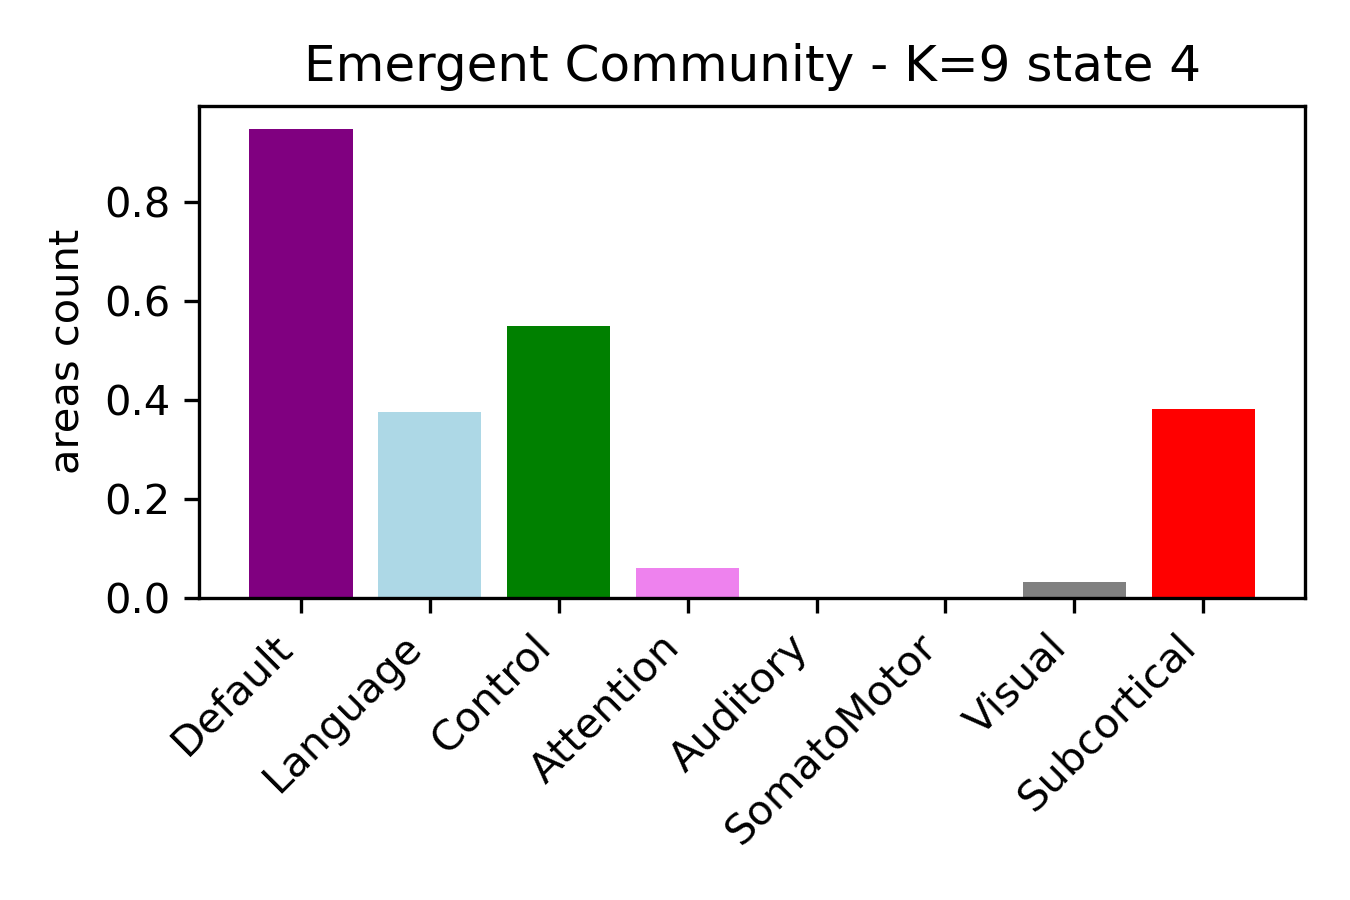 Emergent Community - K=9 state 4
areas count
0.8
0.6
0.4
0.2
0.0
Default
Language
Control
Attention
Auditory
SomatoMotor
Visual
Subcortical